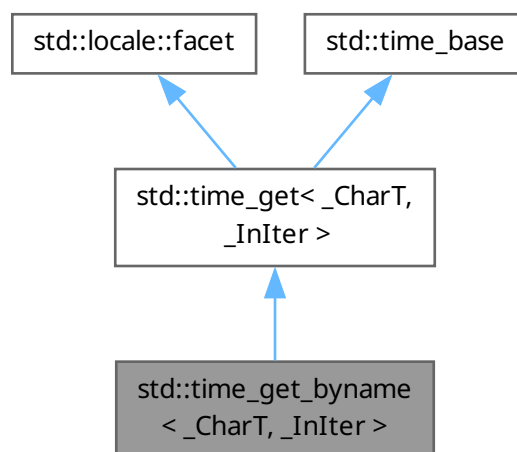 std::locale::facet
std::time_base
std::time_get< _CharT,
_InIter >
std::time_get_byname
< _CharT, _InIter >